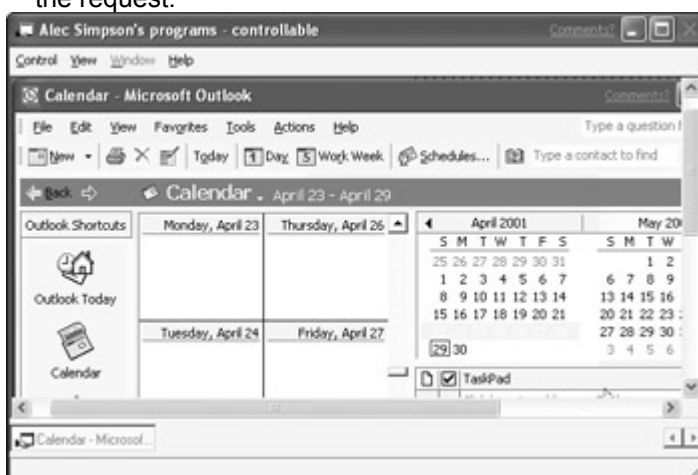 the request.
Alec Simpson's programs - controllable Comments?
Control View Window Help
Calendar - Microsoft Outlook Comments?
File Edit View Favorites Tools Actions Help Type a question f
New Today 1 Day 5 Work Week Schedules... Type a contact to find
Back Calendar . April 23 - April 29
Outlook Shortcuts
Outlook Today
Calendar
Monday, April 23 Thursday, April 26
Tuesday, April 24 Friday, April 27
April 2001
S M T W T F S
25 26 27 28 29 30 31
1 2 3 4 5 6 7
8 9 10 11 12 13 14
15 16 17 18 19 20 21
29 30
May 20
S M T W
1 2
6 7 8 9
13 14 15 16
20 21 22 23
27 28 29 30
3 4 5 6
TaskPad
Calendar - Microsof...